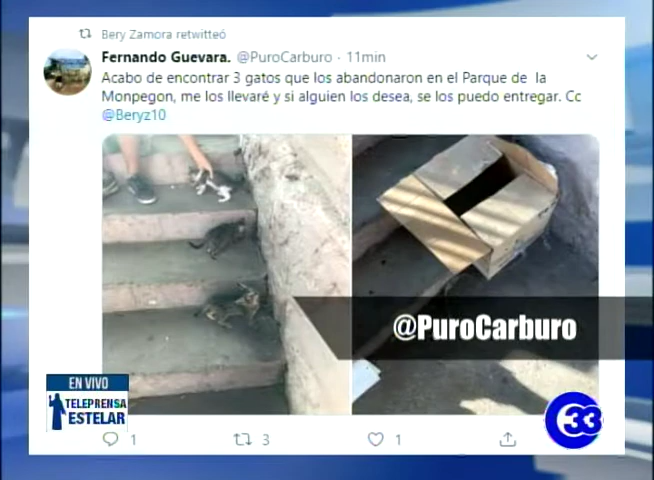 Bery Zamora retwitteó
Fernando Guevara. @PuroCarburo · 11min
Acabo de encontrar 3 gatos que los abandonaron en el Parque de la
Monpegon, me los llevaré y si alguien los desea, se los puedo entregar. Cc
@Beryz10
@PuroCarburo
EN VIVO
TELEPRENSA
ESTELAR
33
1 3 1